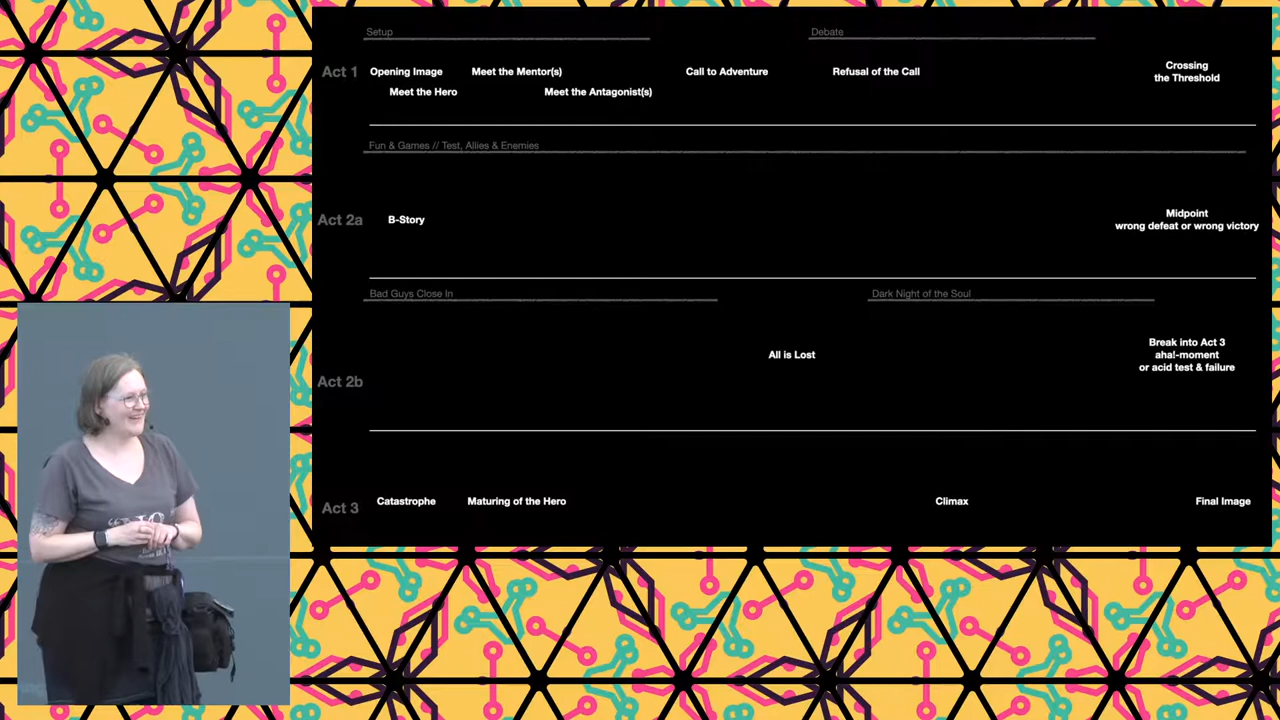 Setup
Debate
Act 1
Opening Image
Meet the Mentor(s)
Call to Adventure
Refusal of the Call
Crossing
the Threshold
Meet the Hero
Meet the Antagonist(s)
Fun & Games // Test, Allies & Enemies
Act 2a
B-Story
Midpoint
wrong defeat or wrong victory
Bad Guys Close In
Dark Night of the Soul
Act 2b
All is Lost
Break into Act 3
aha!-moment
or acid test & failure
Act 3
Catastrophe
Maturing of the Hero
Climax
Final Image